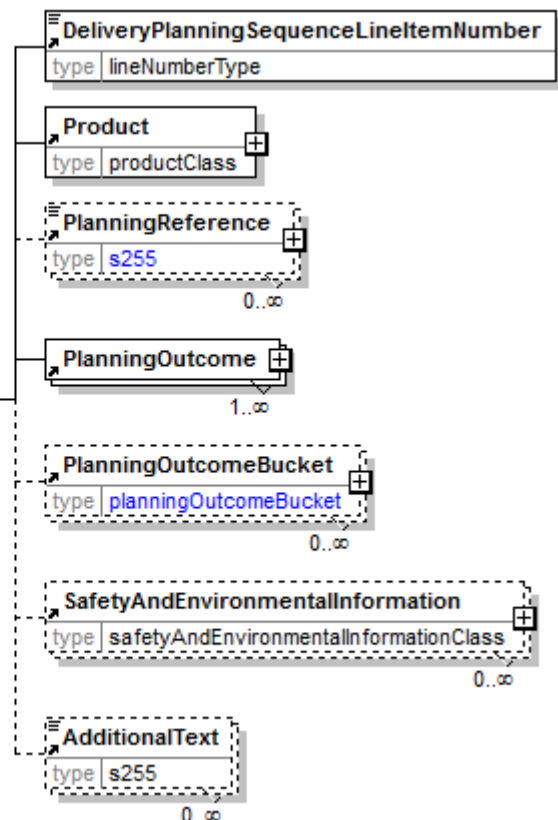 DeliveryPlanningSequenceLineItemNumber
type lineNumberType
Product
type productClass
PlanningReference
type s255
0..∞
PlanningOutcome
1..∞
PlanningOutcomeBucket
type planningOutcomeBucket
0..∞
SafetyAndEnvironmentalInformation
type safetyAndEnvironmentalInformationClass
0..∞
AdditionalText
type s255
0..∞